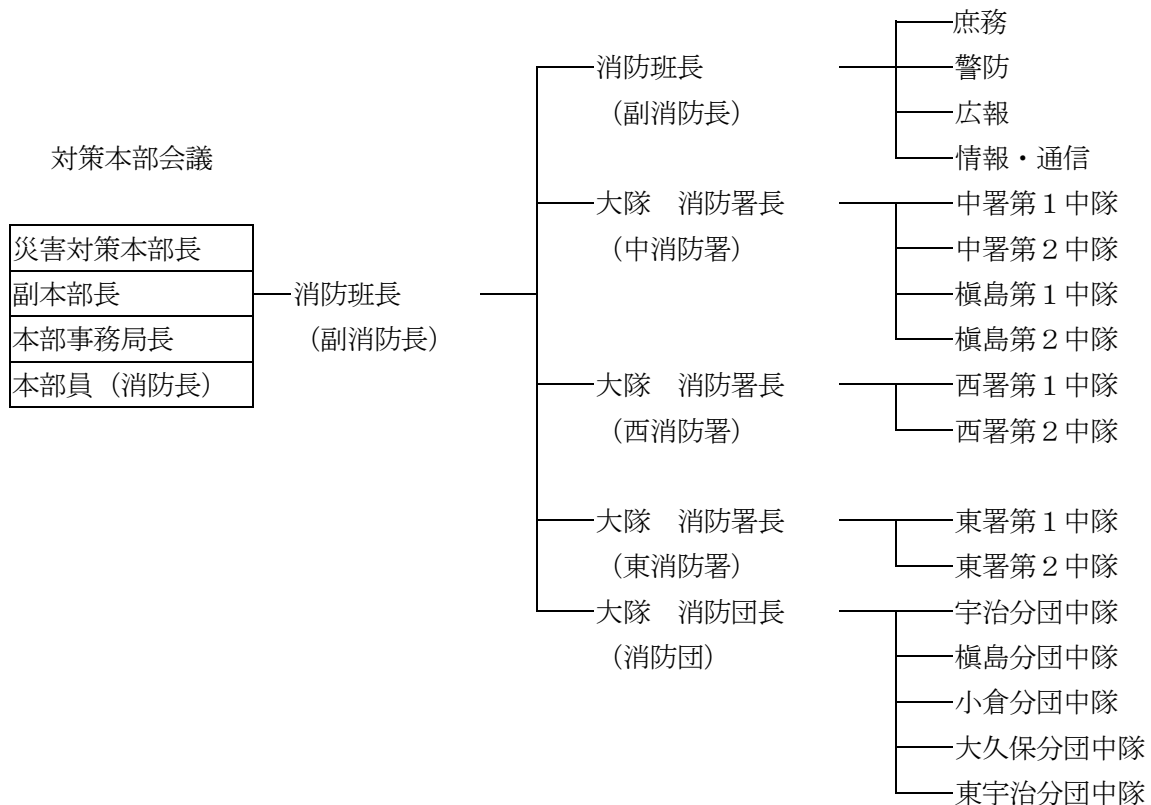 対策本部会議
災害対策本部長
副本部長
本部事務局長
本部員（消防長）
消防班長
（副消防長）
消防班長
（副消防長）
庶務
警防
広報
情報・通信
大隊　消防署長
（中消防署）
中署第１中隊
中署第２中隊
槇島第１中隊
槇島第２中隊
大隊　消防署長
（西消防署）
西署第１中隊
西署第２中隊
大隊　消防署長
（東消防署）
東署第１中隊
東署第２中隊
大隊　消防団長
（消防団）
宇治分団中隊
槇島分団中隊
小倉分団中隊
大久保分団中隊
東宇治分団中隊